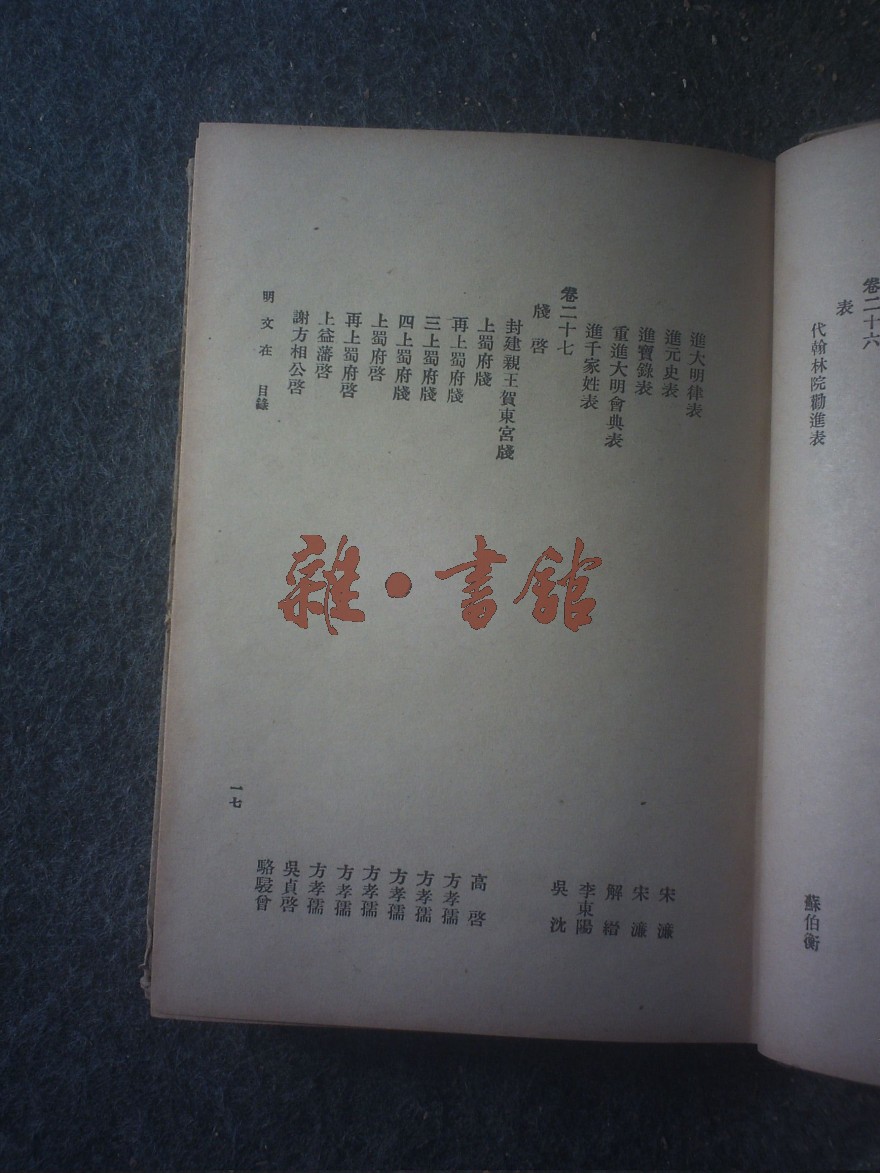 卷二十六
表
代翰林院勸進表 蘇伯衡
進大明律表 宋濂
進元史表 宋濂
進實錄表 解縉
重進大明會典表 李東陽
進千家姓表 吳沈
卷二十七
牋啓
封建親王賀東宮牋 高啓
上蜀府牋 方孝孺
再上蜀府牋 方孝孺
三上蜀府牋 方孝孺
四上蜀府牋 方孝孺
上蜀府啓 方孝孺
再上蜀府啓 方孝孺
上益藩啓 吳貞啓
謝方相公啓 駱駸曾
明文在 目錄
一七
雜·書館